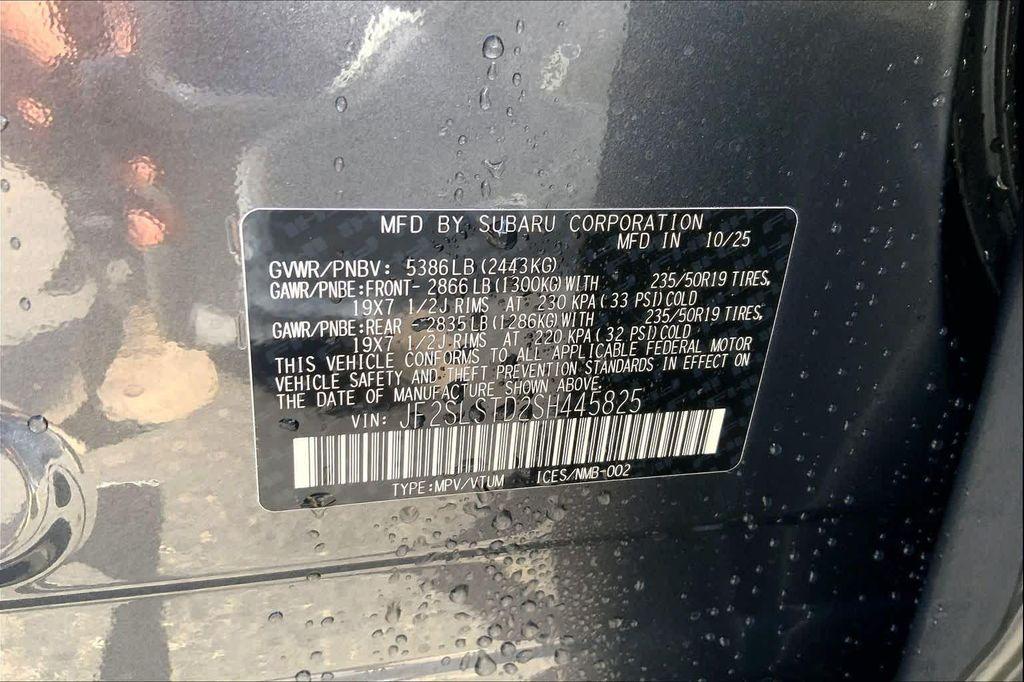 MFD BY SUBARU CORPORATION
MFD IN 10/25
GVWR/PNBV: 5386LB(2443KG)
GAWR/PNBE:FRONT- 2866LB(1300KG)WITH 235/50R19 TIRES,
19X7 1/2J RIMS AT 230 KPA(33 PSI)COLD
GAWR/PNBE:REAR - 2835LB(1286KG)WITH 235/50R19 TIRES,
19X7 1/2J RIMS AT 220 KPA(32 PSI)COLD
THIS VEHICLE CONFORMS TO ALL APPLICABLE FEDERAL MOTOR
VEHICLE SAFETY AND THEFT PREVENTION STANDARDS IN EFFECT ON
THE DATE OF MANUFACTURE SHOWN ABOVE.
VIN: JF2SLSTD2SH445825
TYPE:MPV/VTUM ICES/NMB-002